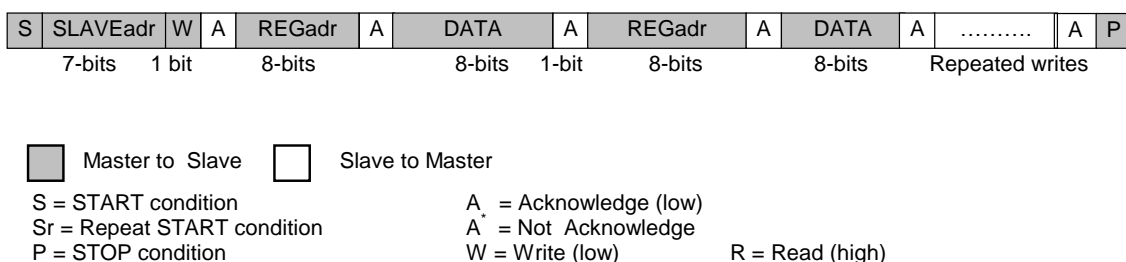 S SLAVEadr W A REGadr A DATA A REGadr A DATA A ………. A P
7-bits 1 bit 8-bits 8-bits 1-bit 8-bits 8-bits Repeated writes
Master to Slave Slave to Master
S = START condition A = Acknowledge (low)
Sr = Repeat START condition A* = Not Acknowledge
P = STOP condition W = Write (low) R = Read (high)